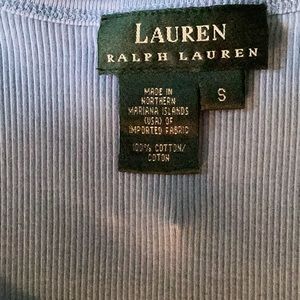 LAUREN
RALPH LAUREN
MADE IN
NORTHERN
MARIANA ISLANDS
(USA) OF
IMPORTED FABRIC
100% COTTON/
COTON
S